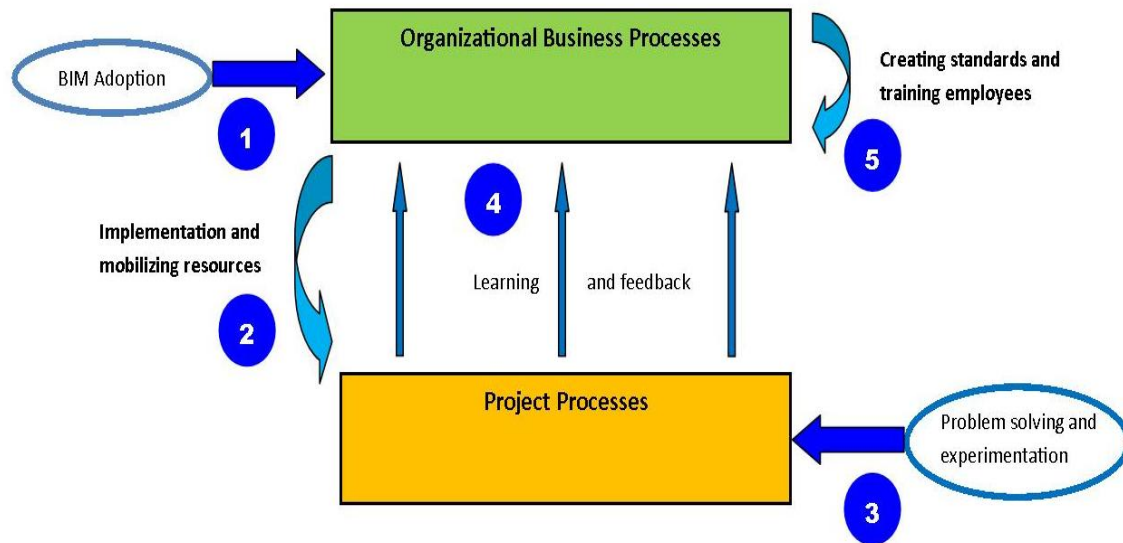 Organizational Business Processes
BIM Adoption
1
Creating standards and
training employees
5
4
Implementation and
mobilizing resources
2
Learning and feedback
Project Processes
Problem solving and
experimentation
3